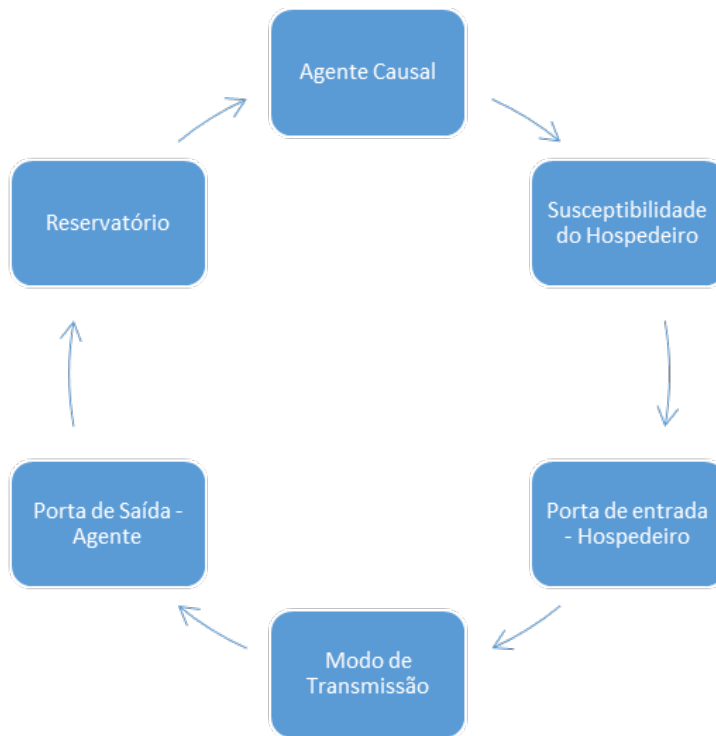 Agente Causal
Susceptibilidade
do Hospedeiro
Porta de entrada
- Hospedeiro
Modo de
Transmissão
Porta de Saída -
Agente
Reservatório